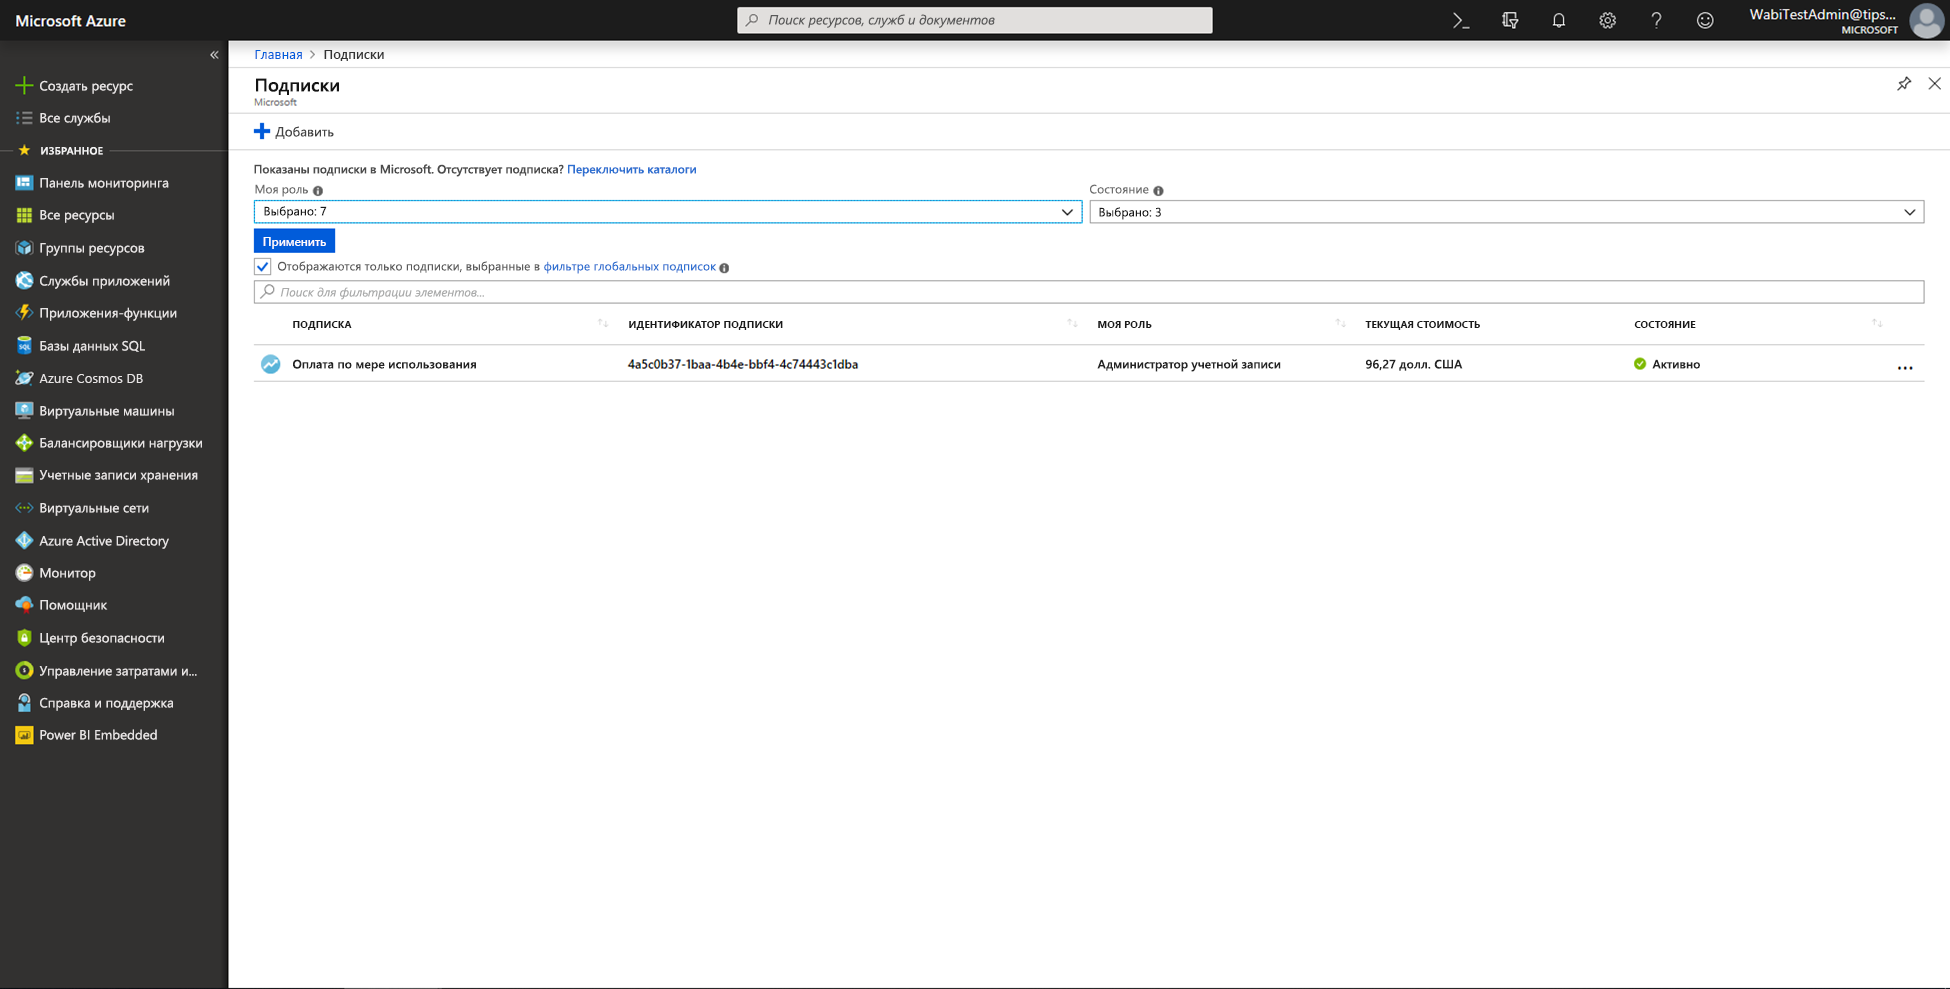 Microsoft Azure
Поиск ресурсов, служб и документов
WabiTestAdmin@tips...
MICROSOFT
Создать ресурс
Все службы
ИЗБРАННОЕ
Панель мониторинга
Все ресурсы
Группы ресурсов
Службы приложений
Приложения-функции
Базы данных SQL
Azure Cosmos DB
Виртуальные машины
Балансировщики нагрузки
Учетные записи хранения
Виртуальные сети
Azure Active Directory
Монитор
Помощник
Центр безопасности
Управление затратами и...
Справка и поддержка
Power BI Embedded
Главная > Подписки
Подписки
Microsoft
Добавить
Показаны подписки в Microsoft. Отсутствует подписка? Переключить каталоги
Моя роль
Состояние
Выбрано: 7
Выбрано: 3
Применить
Отображаются только подписки, выбранные в фильтре глобальных подписок
Поиск для фильтрации элементов...
ПОДПИСКА ИДЕНТИФИКАТОР ПОДПИСКИ МОЯ РОЛЬ ТЕКУЩАЯ СТОИМОСТЬ СОСТОЯНИЕ
Оплата по мере использования 4a5c0b37-1baa-4b4e-bbf4-4c74443c1dba Администратор учетной записи 96,27 долл. США Активно ...